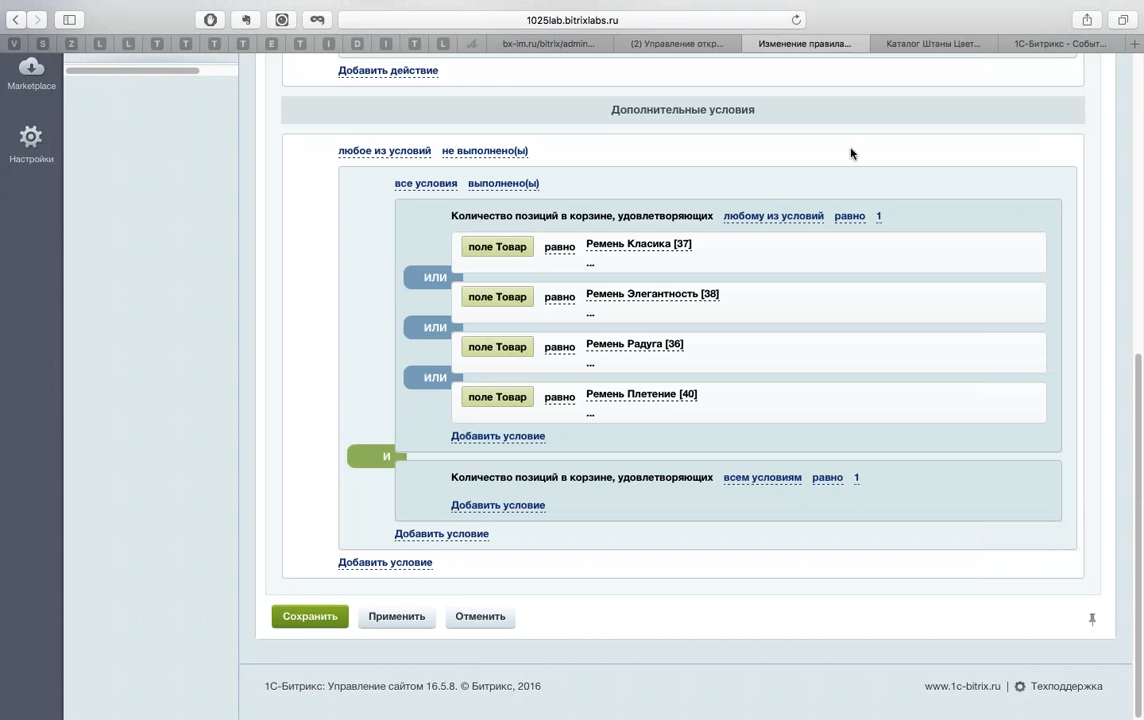 1025lab.bitrixlabs.ru
V S Z L L T T T T E T I D I T L
bx-im.ru/bitrix/admin... (2) Управление откр... Изменение правила... Каталог Штаны Цвет... 1С-Битрикс - Событ...
Marketplace
Настройки
Добавить действие
Дополнительные условия
любое из условий не выполнено(ы)
все условия выполнено(ы)
Количество позиций в корзине, удовлетворяющих любому из условий равно 1
поле Товар равно Ремень Класика [37]
...
ИЛИ
поле Товар равно Ремень Элегантность [38]
...
ИЛИ
поле Товар равно Ремень Радуга [36]
...
ИЛИ
поле Товар равно Ремень Плетение [40]
...
Добавить условие
И
Количество позиций в корзине, удовлетворяющих всем условиям равно 1
Добавить условие
Добавить условие
Добавить условие
Сохранить Применить Отменить
1С-Битрикс: Управление сайтом 16.5.8. © Битрикс, 2016 www.1c-bitrix.ru | Техподдержка